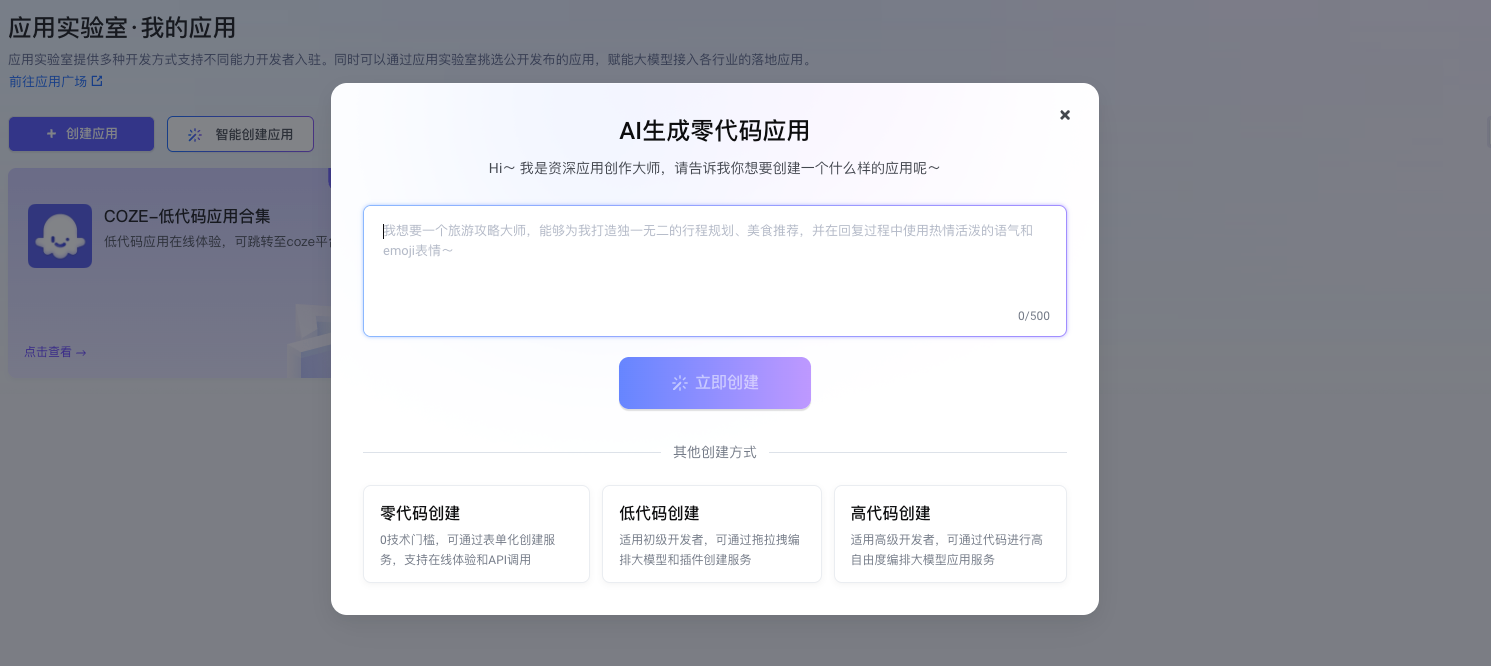 应用实验室·我的应用
应用实验室提供多种开发方式支持不同能力开发者入驻。同时可以通过应用实验室挑选公开发布的应用，赋能大模型接入各行业的落地应用。
前往应用广场
+ 创建应用
智能创建应用
COZE-低代码应用合集
低代码应用在线体验，可跳转至coze平
点击查看 →
AI生成零代码应用
Hi～ 我是资深应用创作大师，请告诉我你想要创建一个什么样的应用呢～
我想要一个旅游攻略大师，能够为我打造独一无二的行程规划、美食推荐，并在回复过程中使用热情活泼的语气和
emoji表情～
0/500
立即创建
其他创建方式
零代码创建
0技术门槛，可通过表单化创建服
务，支持在线体验和API调用
低代码创建
适用初级开发者，可通过拖拉拽编
排大模型和插件创建服务
高代码创建
适用高级开发者，可通过代码进行高
自由度编排大模型应用服务